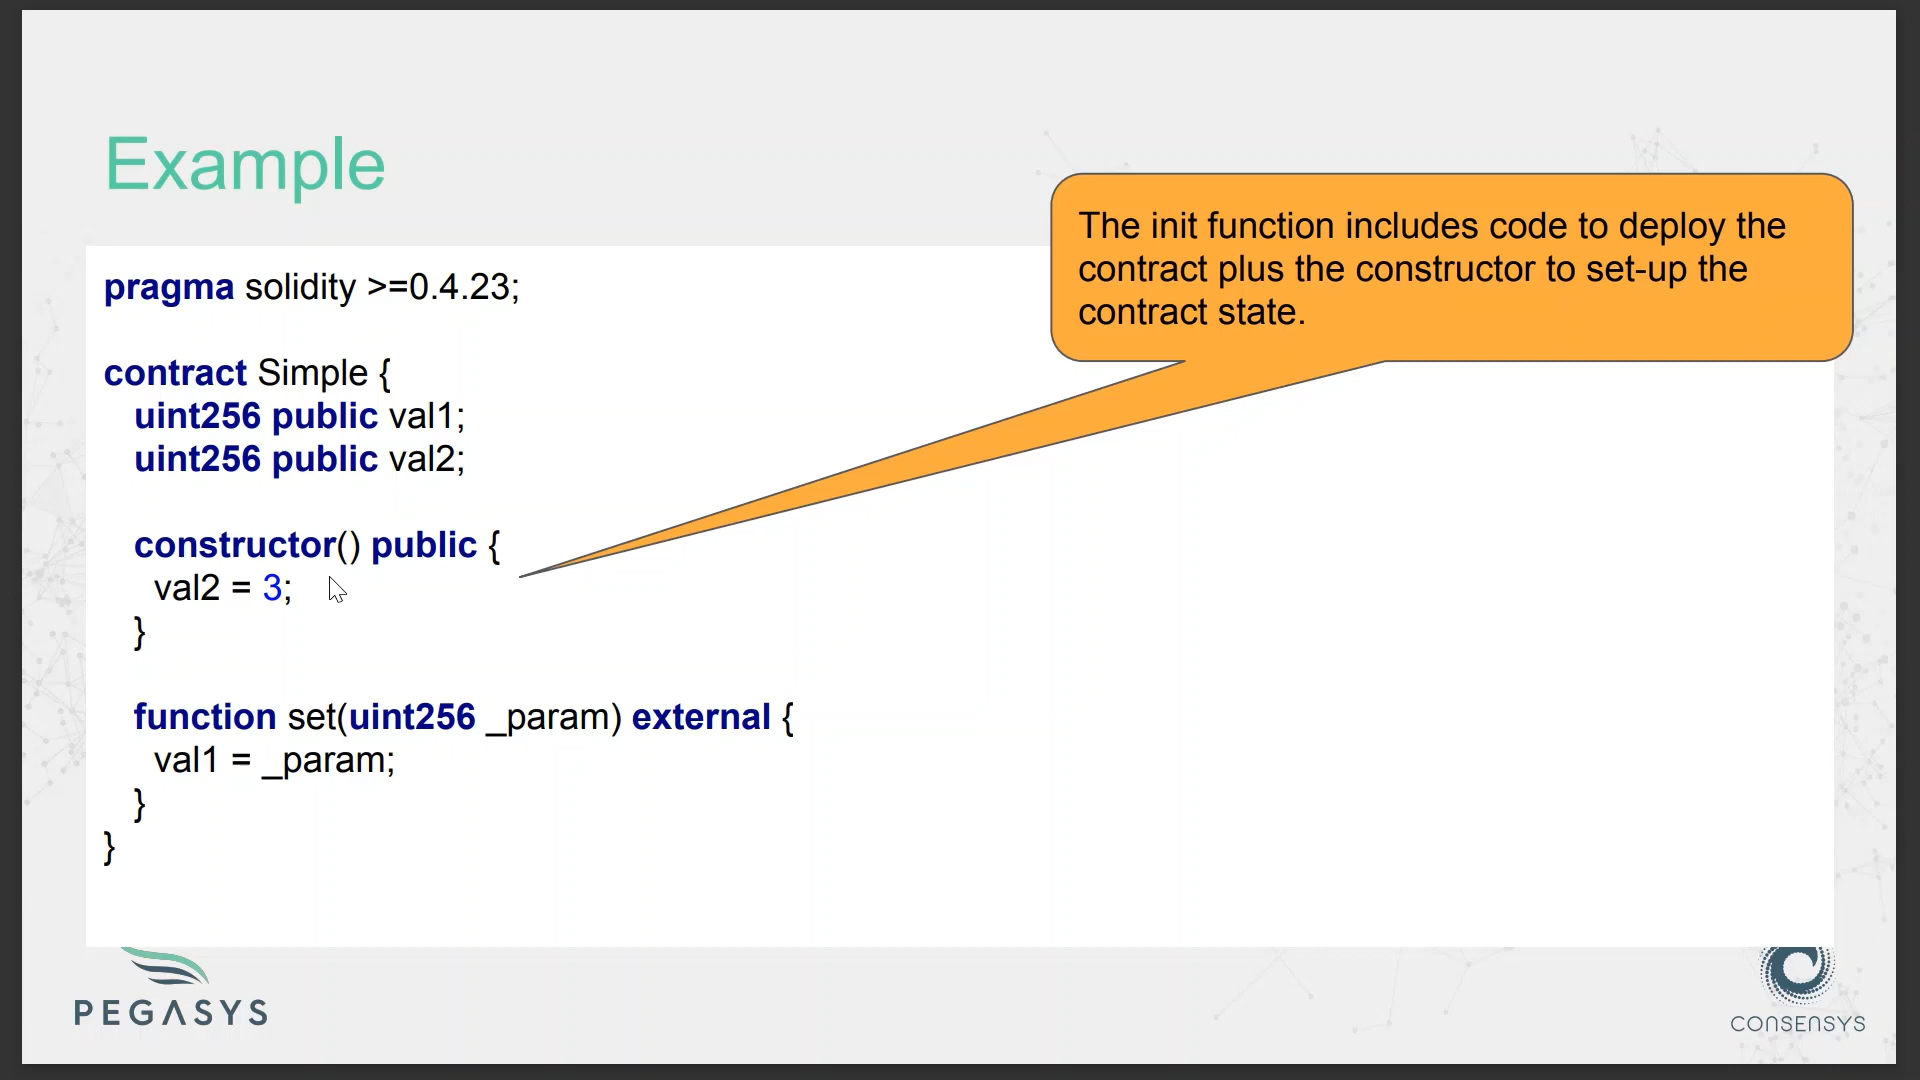 Example
The init function includes code to deploy the
contract plus the constructor to set-up the
contract state.
pragma solidity >=0.4.23;
contract Simple {
uint256 public val1;
uint256 public val2;
constructor() public {
val2 = 3;
}
function set(uint256 _param) external {
val1 = _param;
}
}
PEGASYS
CONSENSYS